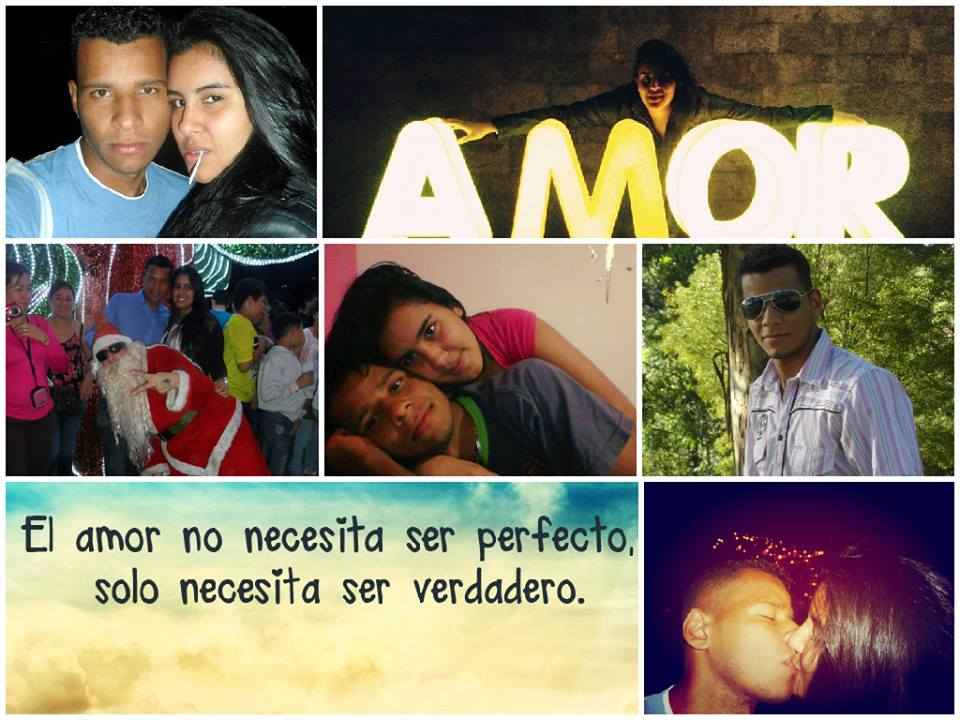 AMOR
El amor no necesita ser perfecto,
solo necesita ser verdadero.